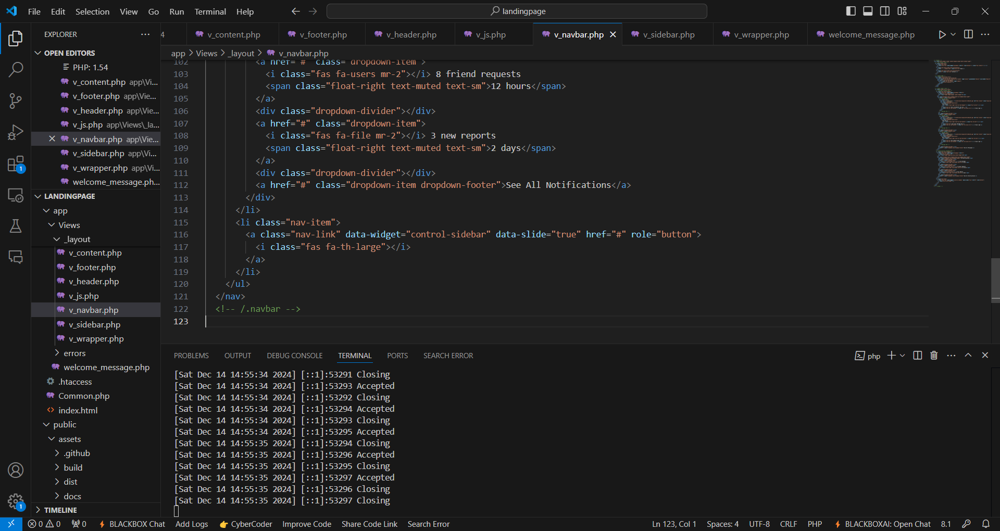 File Edit Selection View Go Run Terminal Help
landingpage
EXPLORER
4 v_content.php v_footer.php v_header.php v_js.php v_navbar.php v_sidebar.php v_wrapper.php welcome_message.php
app > Views > _layout > v_navbar.php
OPEN EDITORS
PHP: 1.54
v_content.php app\Vi...
v_footer.php app\Vie...
v_header.php app\Vie...
v_js.php app\Views\_la...
v_navbar.php app\Vie...
v_sidebar.php app\Vi...
v_wrapper.php app\Vi...
welcome_message.ph...
LANDINGPAGE
app
Views
_layout
v_content.php
v_footer.php
v_header.php
v_js.php
v_navbar.php
v_sidebar.php
v_wrapper.php
errors
welcome_message.php
.htaccess
Common.php
index.html
public
assets
.github
build
dist
docs
TIMELINE
102 <a href="#" class="dropdown-item">
103 <i class="fas fa-users mr-2"></i> 8 friend requests
104 <span class="float-right text-muted text-sm">12 hours</span>
105 </a>
106 <div class="dropdown-divider"></div>
107 <a href="#" class="dropdown-item">
108 <i class="fas fa-file mr-2"></i> 3 new reports
109 <span class="float-right text-muted text-sm">2 days</span>
110 </a>
111 <div class="dropdown-divider"></div>
112 <a href="#" class="dropdown-item dropdown-footer">See All Notifications</a>
113 </div>
114 </li>
115 <li class="nav-item">
116 <a class="nav-link" data-widget="control-sidebar" data-slide="true" href="#" role="button">
117 <i class="fas fa-th-large"></i>
118 </a>
119 </li>
120 </ul>
121 </nav>
122 <!-- /.navbar -->
123
PROBLEMS OUTPUT DEBUG CONSOLE TERMINAL PORTS SEARCH ERROR
php
[Sat Dec 14 14:55:34 2024] [::1]:53291 Closing
[Sat Dec 14 14:55:34 2024] [::1]:53293 Accepted
[Sat Dec 14 14:55:34 2024] [::1]:53292 Closing
[Sat Dec 14 14:55:34 2024] [::1]:53294 Accepted
[Sat Dec 14 14:55:34 2024] [::1]:53293 Closing
[Sat Dec 14 14:55:34 2024] [::1]:53295 Accepted
[Sat Dec 14 14:55:35 2024] [::1]:53294 Closing
[Sat Dec 14 14:55:35 2024] [::1]:53296 Accepted
[Sat Dec 14 14:55:35 2024] [::1]:53295 Closing
[Sat Dec 14 14:55:35 2024] [::1]:53297 Accepted
[Sat Dec 14 14:55:35 2024] [::1]:53296 Closing
[Sat Dec 14 14:55:35 2024] [::1]:53297 Closing
1
1
0 0 0 BLACKBOX Chat Add Logs CyberCoder Improve Code Share Code Link Search Error
Ln 123, Col 1 Spaces: 4 UTF-8 CRLF PHP BLACKBOXAI: Open Chat 8.1